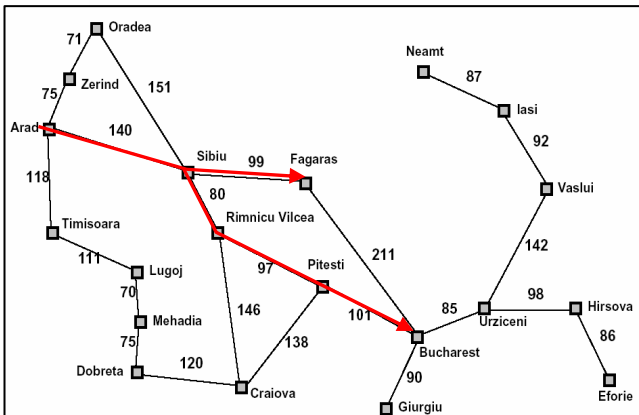 Oradea
71
Neamt
87
Zerind
151
75
Iasi
Arad
140
92
Sibiu
99
Fagaras
118
80
Vaslui
Rimnicu Vilcea
Timisoara
211
142
111
Lugoj
97
Pitesti
70
146
98
Hirsova
Mehadia
101
85
Urziceni
86
75
138
Bucharest
120
Dobreta
90
Craiova
Eforie
Giurgiu